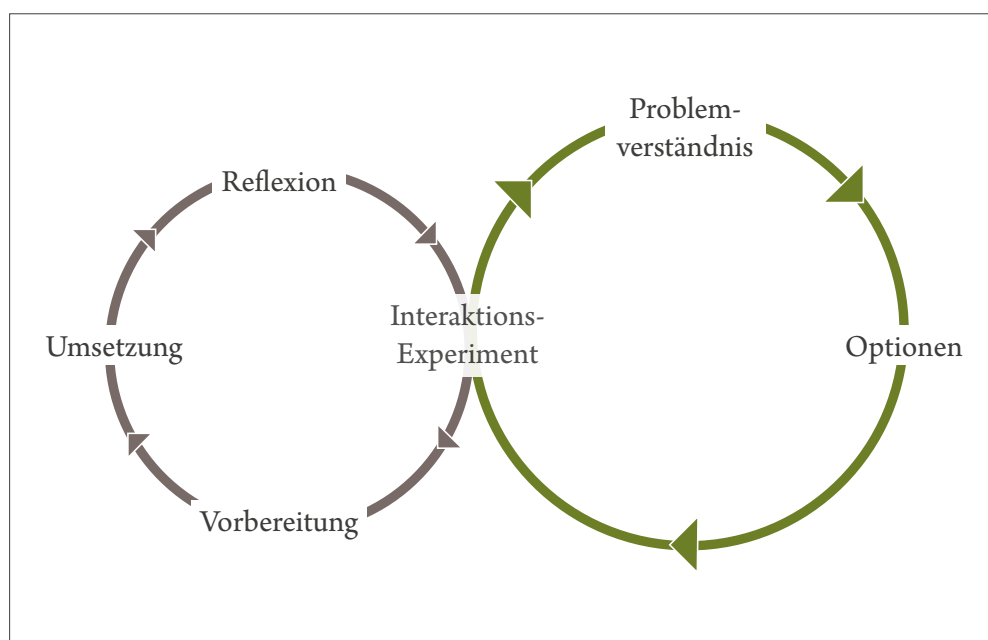 Problem-
verständnis
Reflexion
Interaktions-
Experiment
Umsetzung
Optionen
Vorbereitung